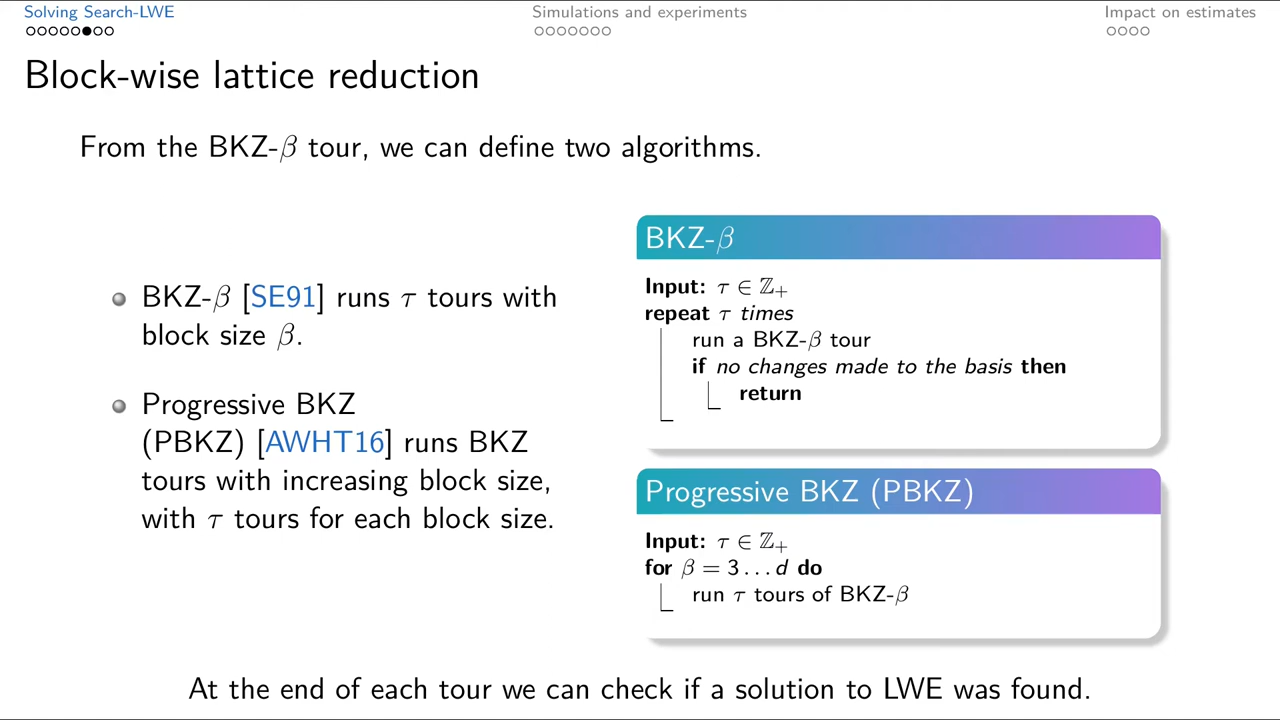 Solving Search-LWE
Simulations and experiments
Impact on estimates
Block-wise lattice reduction
From the BKZ-β tour, we can define two algorithms.
BKZ-β [SE91] runs τ tours with
block size β.
Progressive BKZ
(PBKZ) [AWHT16] runs BKZ
tours with increasing block size,
with τ tours for each block size.
BKZ-β
Input: τ ∈ ℤ₊
repeat τ times
run a BKZ-β tour
if no changes made to the basis then
return
Progressive BKZ (PBKZ)
Input: τ ∈ ℤ₊
for β = 3...d do
run τ tours of BKZ-β
At the end of each tour we can check if a solution to LWE was found.